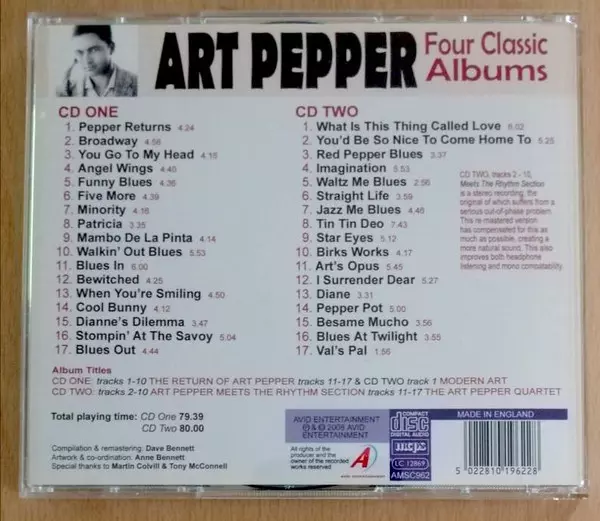 ART PEPPER Four Classic Albums
CD ONE
1. Pepper Returns 4.24
2. Broadway 4.56
3. You Go To My Head 4.15
4. Angel Wings 4.40
5. Funny Blues 4.36
6. Five More 4.39
7. Minority 4.16
8. Patricia 3.35
9. Mambo De La Pinta 4.14
10. Walkin' Out Blues 5.53
11. Blues In 6.00
12. Bewitched 4.25
13. When You're Smiling 4.50
14. Cool Bunny 4.12
15. Dianne's Dilemma 3.47
16. Stompin' At The Savoy 5.04
17. Blues Out 4.44
CD TWO
1. What Is This Thing Called Love 6.02
2. You'd Be So Nice To Come Home To 5.25
3. Red Pepper Blues 3.37
4. Imagination 5.53
5. Waltz Me Blues 2.56
6. Straight Life 3.59
7. Jazz Me Blues 4.46
8. Tin Tin Deo 7.43
9. Star Eyes 5.12
10. Birks Works 4.17
11. Art's Opus 5.45
12. I Surrender Dear 5.27
13. Diane 3.31
14. Pepper Pot 5.00
15. Besame Mucho 3.56
16. Blues At Twilight 3.55
17. Val's Pal 1.56
CD TWO, tracks 2 - 10,
Meets The Rhythm Section
is a stereo recording, the
original of which suffers from a
serious out-of-phase problem.
This re-mastered version
has compensated for this as
much as possible, creating a
more natural sound. This also
improves both headphone
listening and mono compatability.
Album Titles
CD ONE: tracks 1-10 THE RETURN OF ART PEPPER tracks 11-17 & CD TWO track 1 MODERN ART
CD TWO: tracks 2-10 ART PEPPER MEETS THE RHYTHM SECTION tracks 11-17 THE ART PEPPER QUARTET
Total playing time: CD One 79.39
CD Two 80.00
Compilation & remastering: Dave Bennett
Artwork & co-ordination: Anne Bennett
Special thanks to Martin Colvill & Tony McConnell
AVID ENTERTAINMENT
℗ & © 2008 AVID
ENTERTAINMENT
All rights of the
producer and the
owner of the recorded
works reserved
A
COMPACT
disc
DIGITAL AUDIO
mcps
LC 12869
AMSC962
MADE IN ENGLAND
5 022810 196228